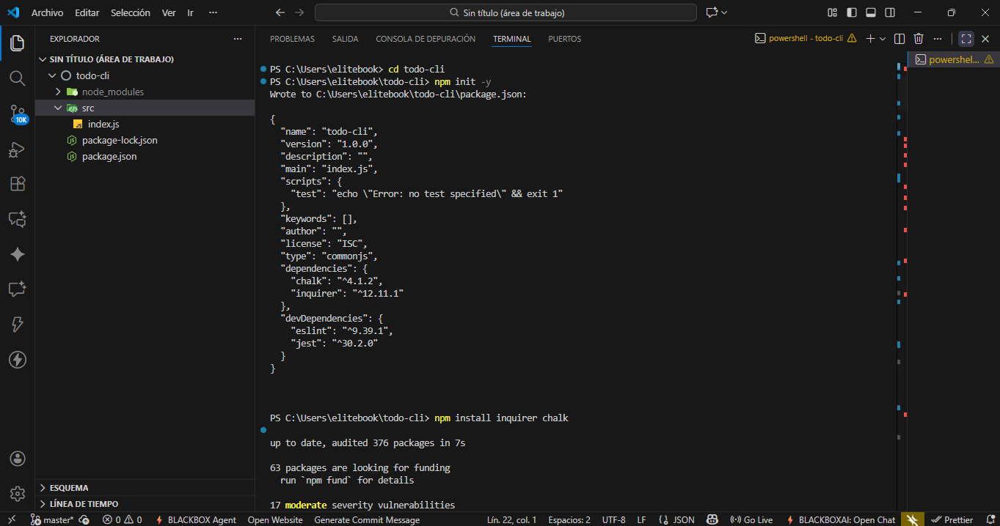 Archivo Editar Selección Ver Ir ···
Sin título (área de trabajo)
EXPLORADOR ···
SIN TÍTULO (ÁREA DE TRABAJO)
todo-cli
node_modules
src
index.js
package-lock.json
package.json
10K
ESQUEMA
LÍNEA DE TIEMPO
PROBLEMAS SALIDA CONSOLA DE DEPURACIÓN TERMINAL PUERTOS
powershell - todo-cli
powershel...
PS C:\Users\elitebook> cd todo-cli
PS C:\Users\elitebook\todo-cli> npm init -y
Wrote to C:\Users\elitebook\todo-cli\package.json:
{
"name": "todo-cli",
"version": "1.0.0",
"description": "",
"main": "index.js",
"scripts": {
"test": "echo \"Error: no test specified\" && exit 1"
},
"keywords": [],
"author": "",
"license": "ISC",
"type": "commonjs",
"dependencies": {
"chalk": "^4.1.2",
"inquirer": "^12.11.1"
},
"devDependencies": {
"eslint": "^9.39.1",
"jest": "^30.2.0"
}
}
PS C:\Users\elitebook\todo-cli> npm install inquirer chalk
up to date, audited 376 packages in 7s
63 packages are looking for funding
run `npm fund` for details
17 moderate severity vulnerabilities
master* 0 0 BLACKBOX Agent Open Website Generate Commit Message Lín. 22, col. 1 Espacios: 2 UTF-8 LF {} JSON Go Live BLACKBOXAI: Open Chat Prettier